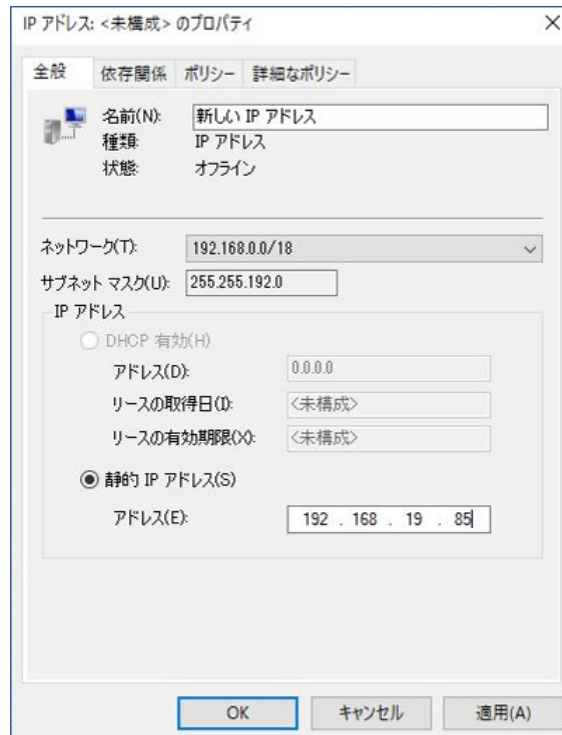 IP アドレス: <未構成> のプロパティ
全般 依存関係 ポリシー 詳細なポリシー
名前(N): 新しい IP アドレス
種類: IP アドレス
状態: オフライン
ネットワーク(T): 192.168.0.0/18
サブネット マスク(U): 255.255.192.0
IP アドレス
DHCP 有効(H)
アドレス(D): 0.0.0.0
リースの取得日(I): <未構成>
リースの有効期限(X): <未構成>
静的 IP アドレス(S)
アドレス(E): 192 . 168 . 19 . 85
OK キャンセル 適用(A)